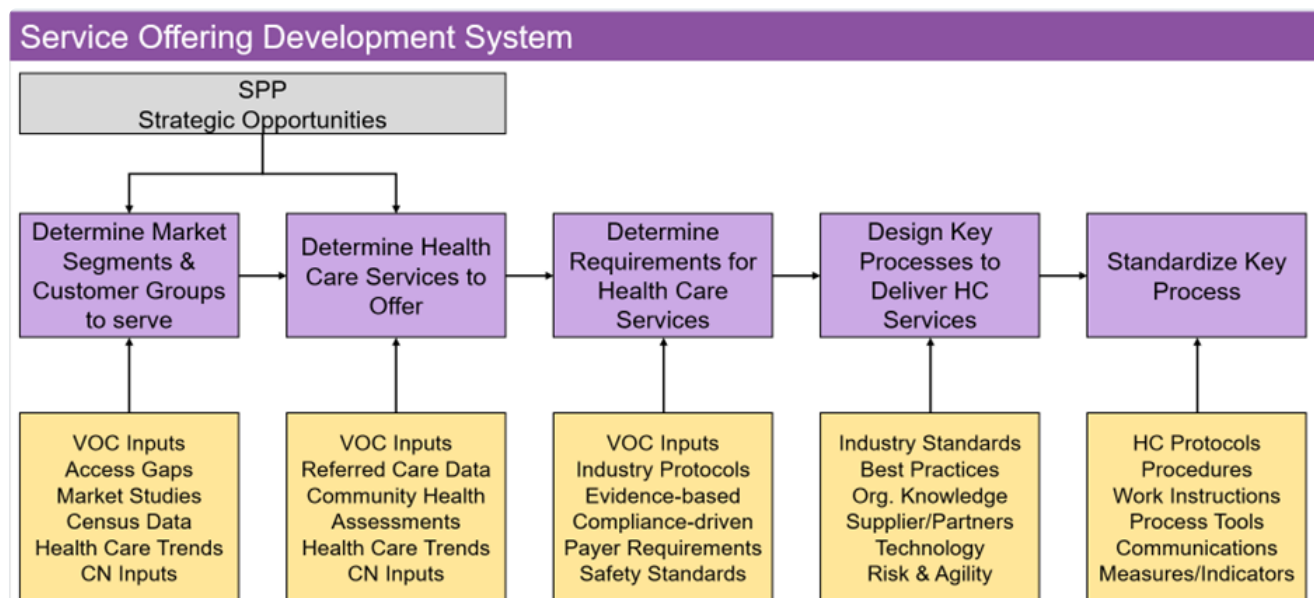 Service Offering Development System
SPP
Strategic Opportunities
Determine Market
Segments &
Customer Groups
to serve
Determine Health
Care Services to
Offer
Determine
Requirements for
Health Care
Services
Design Key
Processes to
Deliver HC
Services
Standardize Key
Process
VOC Inputs
Access Gaps
Market Studies
Census Data
Health Care Trends
CN Inputs
VOC Inputs
Referred Care Data
Community Health
Assessments
Health Care Trends
CN Inputs
VOC Inputs
Industry Protocols
Evidence-based
Compliance-driven
Payer Requirements
Safety Standards
Industry Standards
Best Practices
Org. Knowledge
Supplier/Partners
Technology
Risk & Agility
HC Protocols
Procedures
Work Instructions
Process Tools
Communications
Measures/Indicators